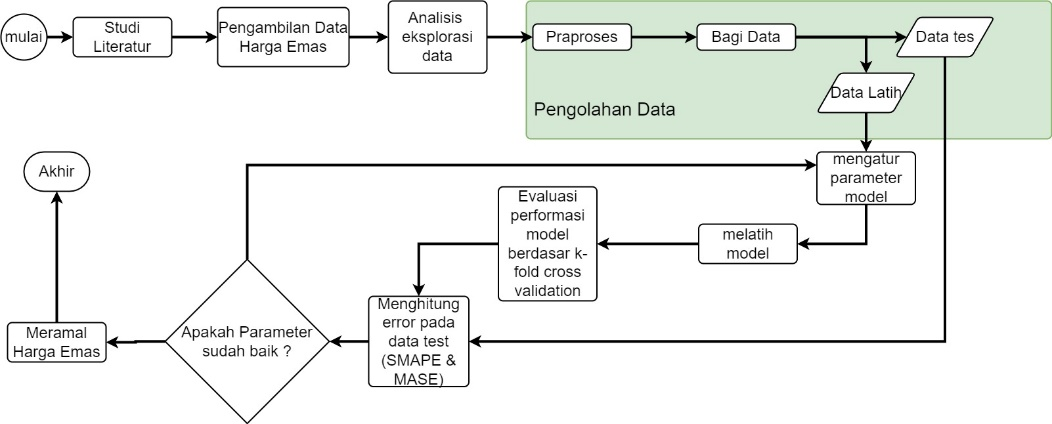 mulai
Studi
Literatur
Pengambilan Data
Harga Emas
Analisis
eksplorasi
data
Praproses
Bagi Data
Data tes
Data Latih
Pengolahan Data
mengatur
parameter
model
melatih
model
Evaluasi
performasi
model
berdasar k-
fold cross
validation
Menghitung
error pada
data test
(SMAPE &
MASE)
Apakah Parameter
sudah baik ?
Meramal
Harga Emas
Akhir